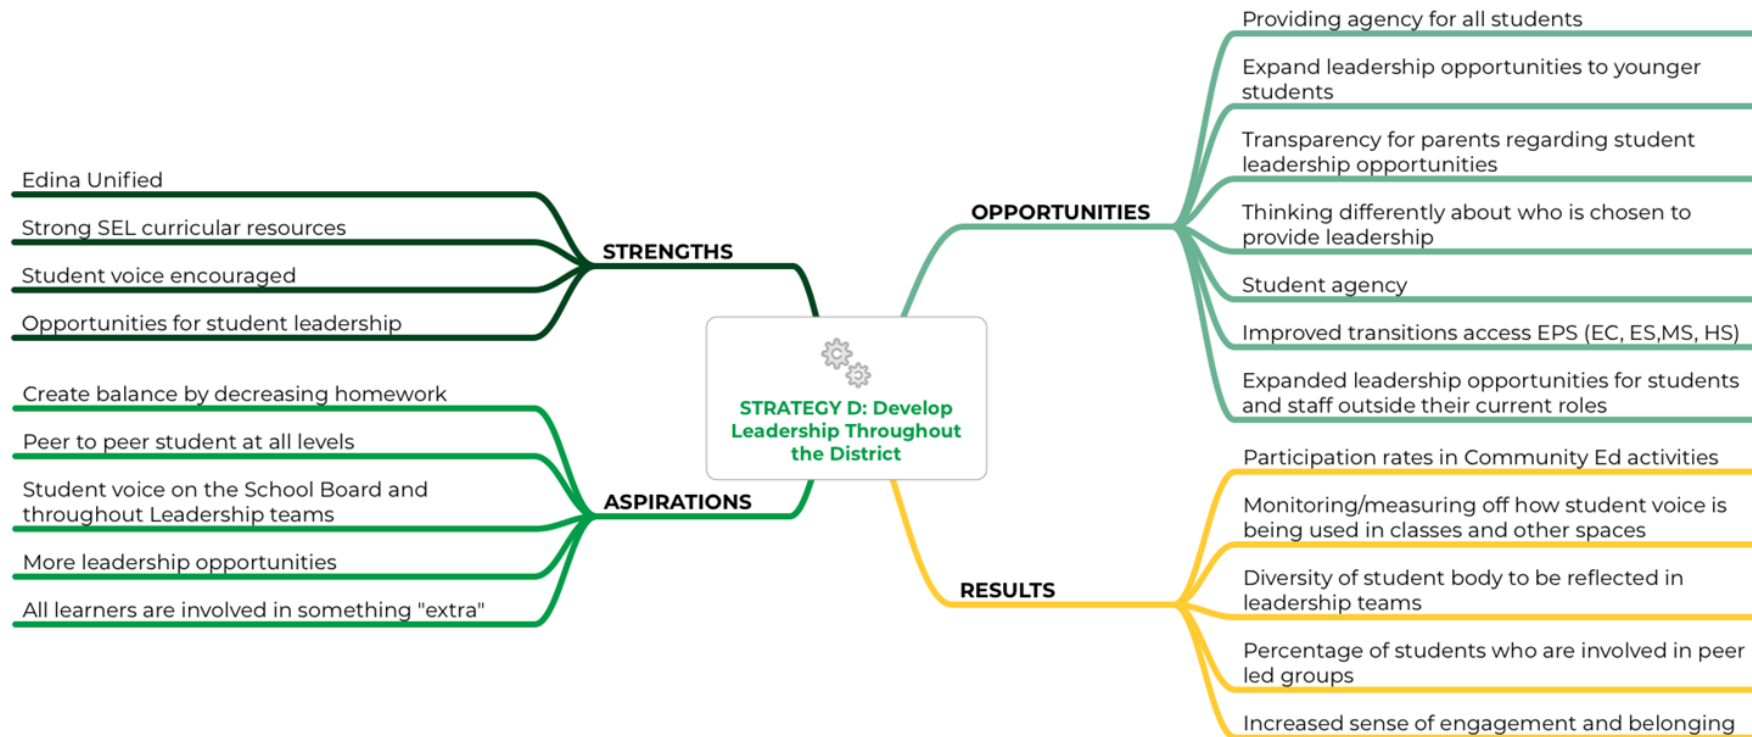 STRATEGY D: Develop
Leadership Throughout
the District
STRENGTHS
Edina Unified
Strong SEL curricular resources
Student voice encouraged
Opportunities for student leadership
ASPIRATIONS
Create balance by decreasing homework
Peer to peer student at all levels
Student voice on the School Board and
throughout Leadership teams
More leadership opportunities
All learners are involved in something "extra"
OPPORTUNITIES
Providing agency for all students
Expand leadership opportunities to younger
students
Transparency for parents regarding student
leadership opportunities
Thinking differently about who is chosen to
provide leadership
Student agency
Improved transitions access EPS (EC, ES,MS, HS)
Expanded leadership opportunities for students
and staff outside their current roles
RESULTS
Participation rates in Community Ed activities
Monitoring/measuring off how student voice is
being used in classes and other spaces
Diversity of student body to be reflected in
leadership teams
Percentage of students who are involved in peer
led groups
Increased sense of engagement and belonging